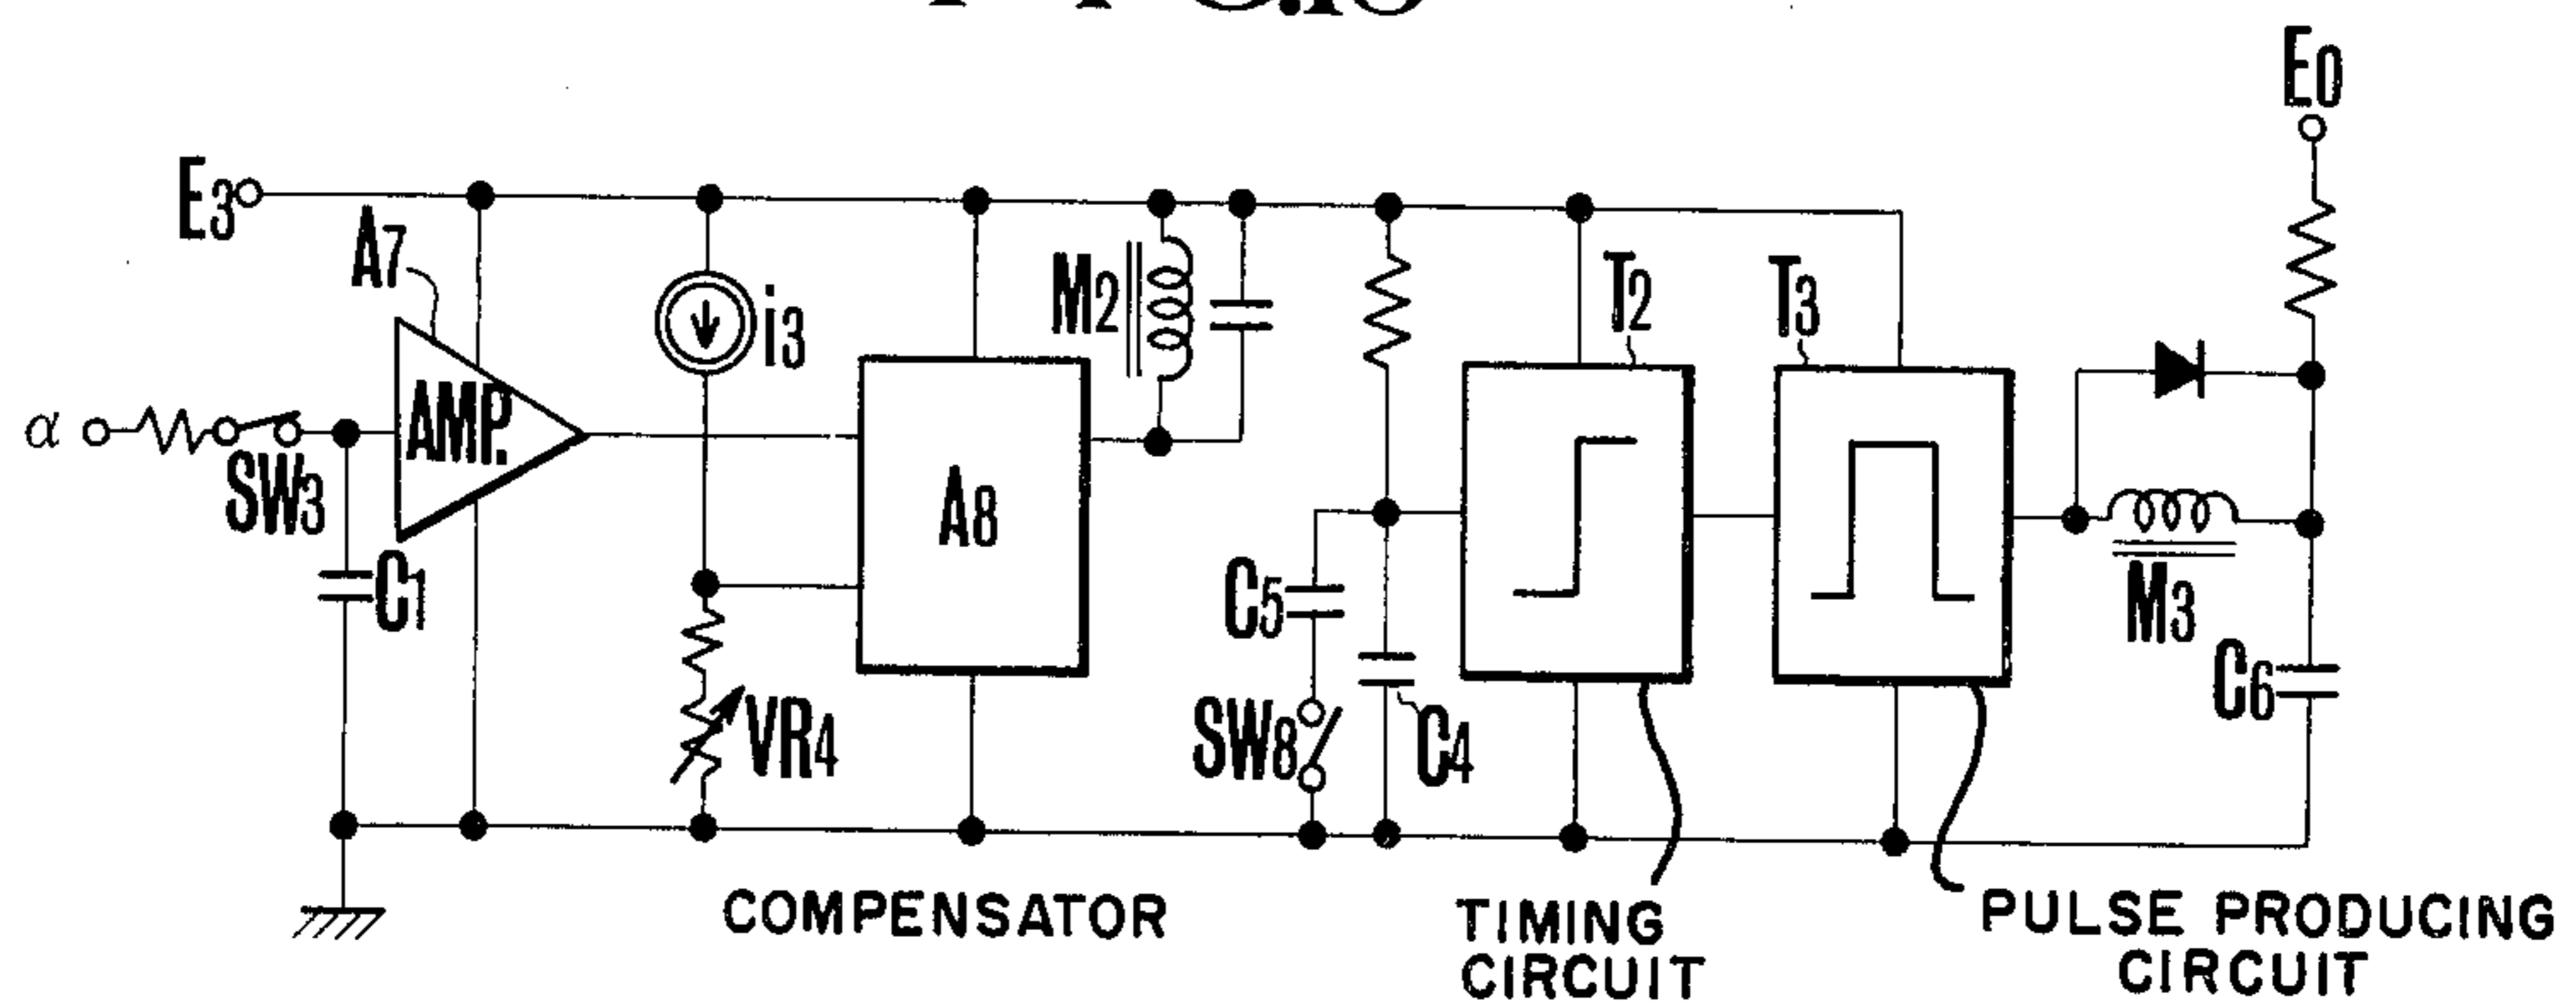 E0
E3
A7
AMP.
i3
M2
T2
T3
α
SW3
A8
C1
C5
M3
VR4
SW8
C4
C6
COMPENSATOR
TIMING
CIRCUIT
PULSE PRODUCING
CIRCUIT